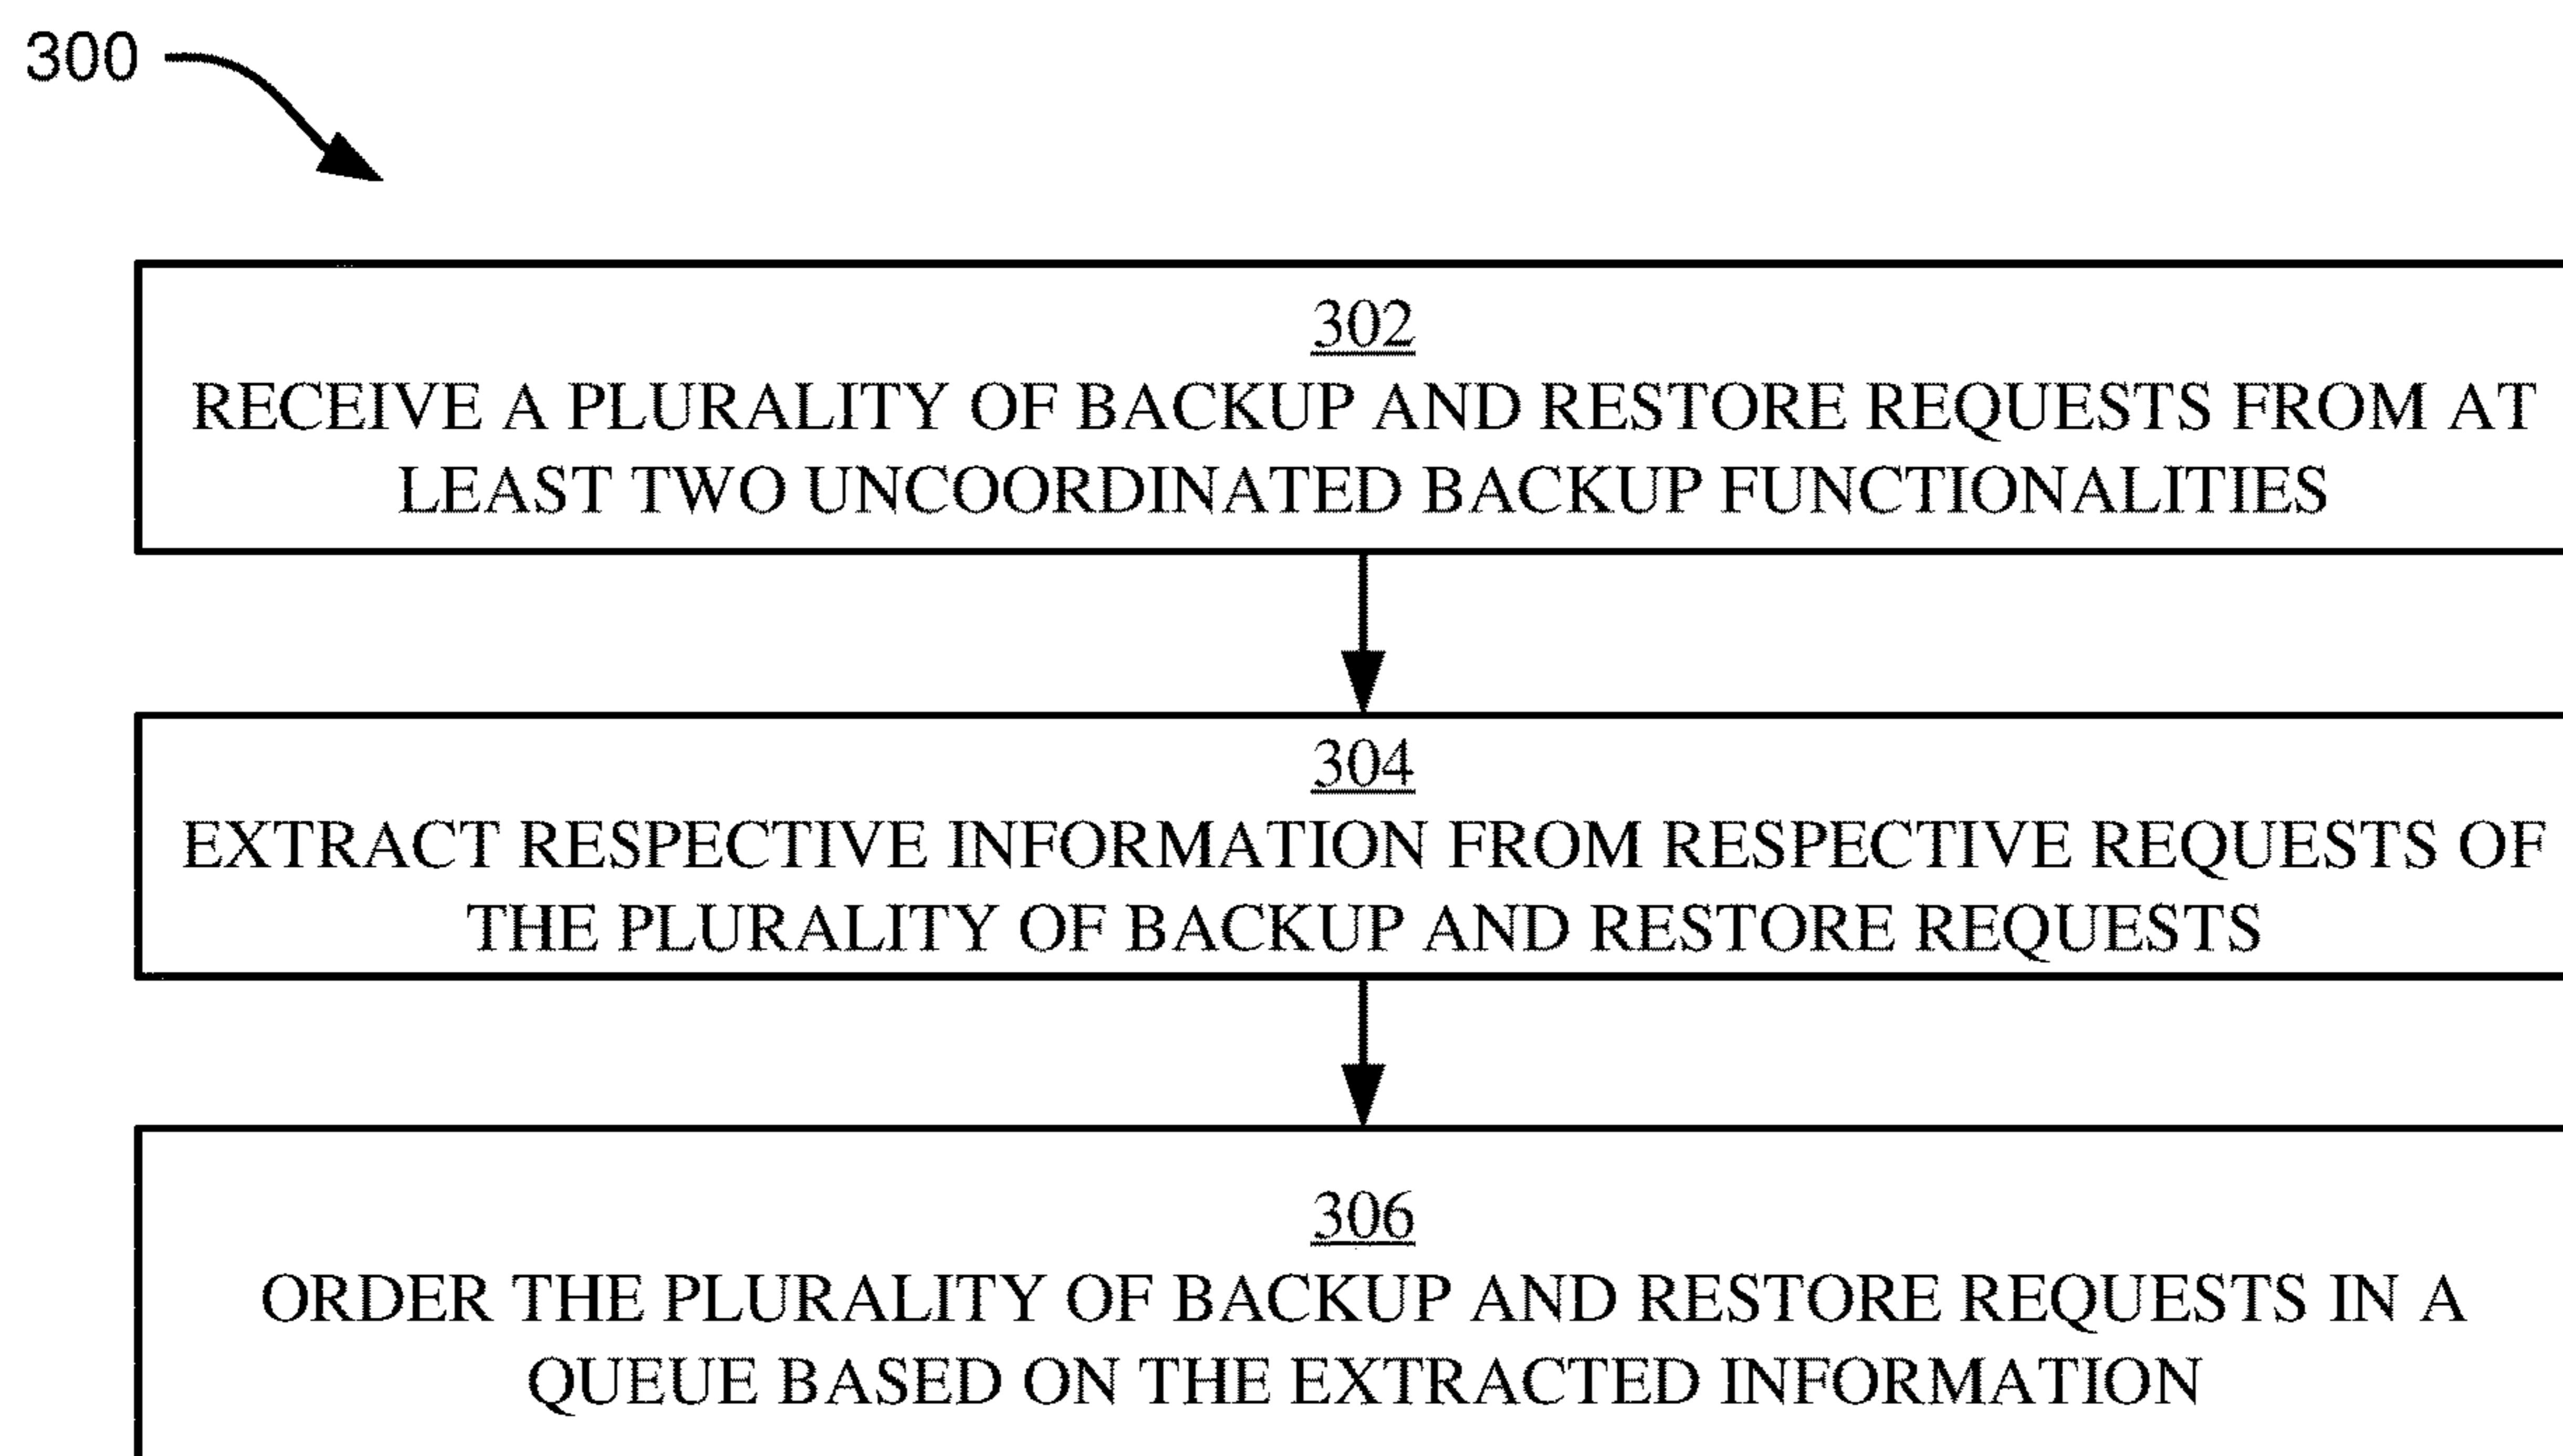 300
302
RECEIVE A PLURALITY OF BACKUP AND RESTORE REQUESTS FROM AT
LEAST TWO UNCOORDINATED BACKUP FUNCTIONALITIES
304
EXTRACT RESPECTIVE INFORMATION FROM RESPECTIVE REQUESTS OF
THE PLURALITY OF BACKUP AND RESTORE REQUESTS
306
ORDER THE PLURALITY OF BACKUP AND RESTORE REQUESTS IN A
QUEUE BASED ON THE EXTRACTED INFORMATION